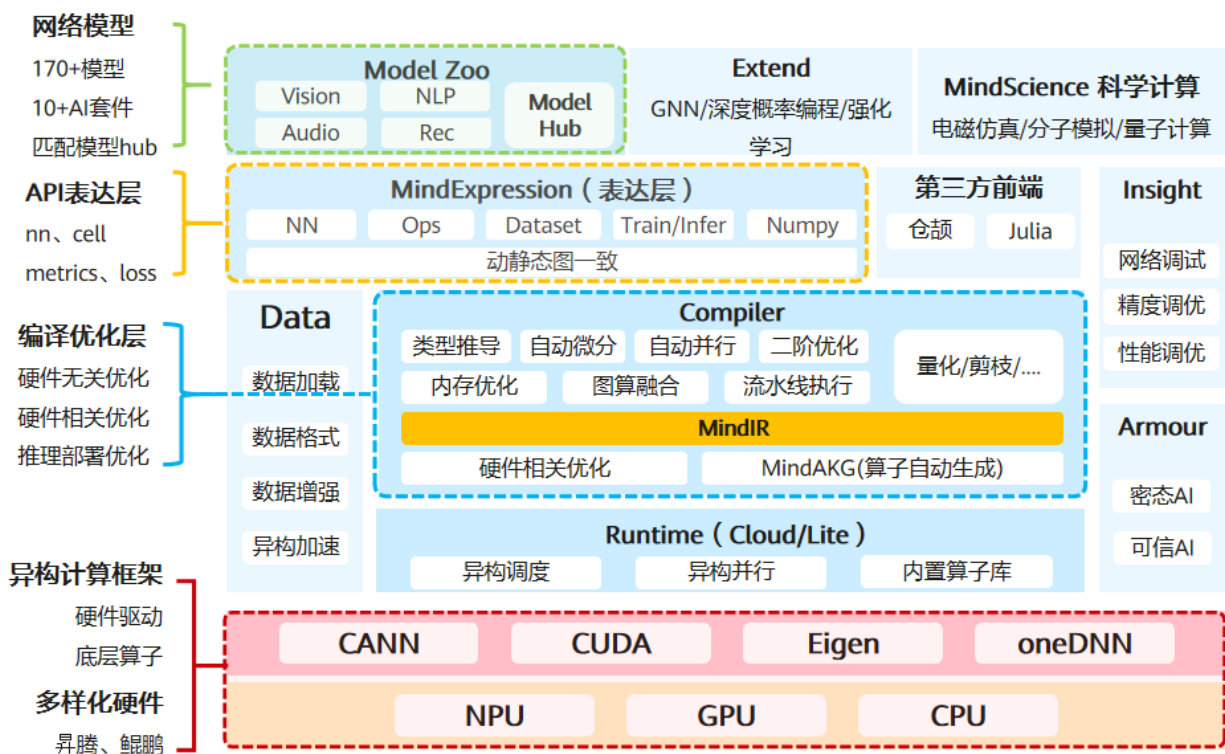 网络模型
170+模型
10+AI套件
匹配模型hub
Model Zoo
Vision
NLP
Audio
Rec
Model
Hub
Extend
GNN/深度概率编程/强化
学习
MindScience 科学计算
电磁仿真/分子模拟/量子计算
API表达层
nn、cell
metrics、loss
MindExpression（表达层）
NN
Ops
Dataset
Train/Infer
Numpy
动静态图一致
第三方前端
仓颉
Julia
Insight
网络调试
精度调优
性能调优
编译优化层
硬件无关优化
硬件相关优化
推理部署优化
Data
数据加载
数据格式
数据增强
异构加速
Compiler
类型推导
自动微分
自动并行
二阶优化
内存优化
图算融合
流水线执行
量化/剪枝/....
MindIR
硬件相关优化
MindAKG(算子自动生成)
Armour
密态AI
可信AI
Runtime（Cloud/Lite）
异构调度
异构并行
内置算子库
异构计算框架
硬件驱动
底层算子
CANN
CUDA
Eigen
oneDNN
多样化硬件
昇腾、鲲鹏
NPU
GPU
CPU